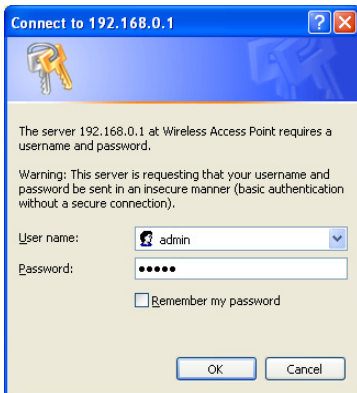 Connect to 192.168.0.1
The server 192.168.0.1 at Wireless Access Point requires a
username and password.
Warning: This server is requesting that your username and
password be sent in an insecure manner (basic authentication
without a secure connection).
User name:
admin
Password:
•••••
Remember my password
OK
Cancel